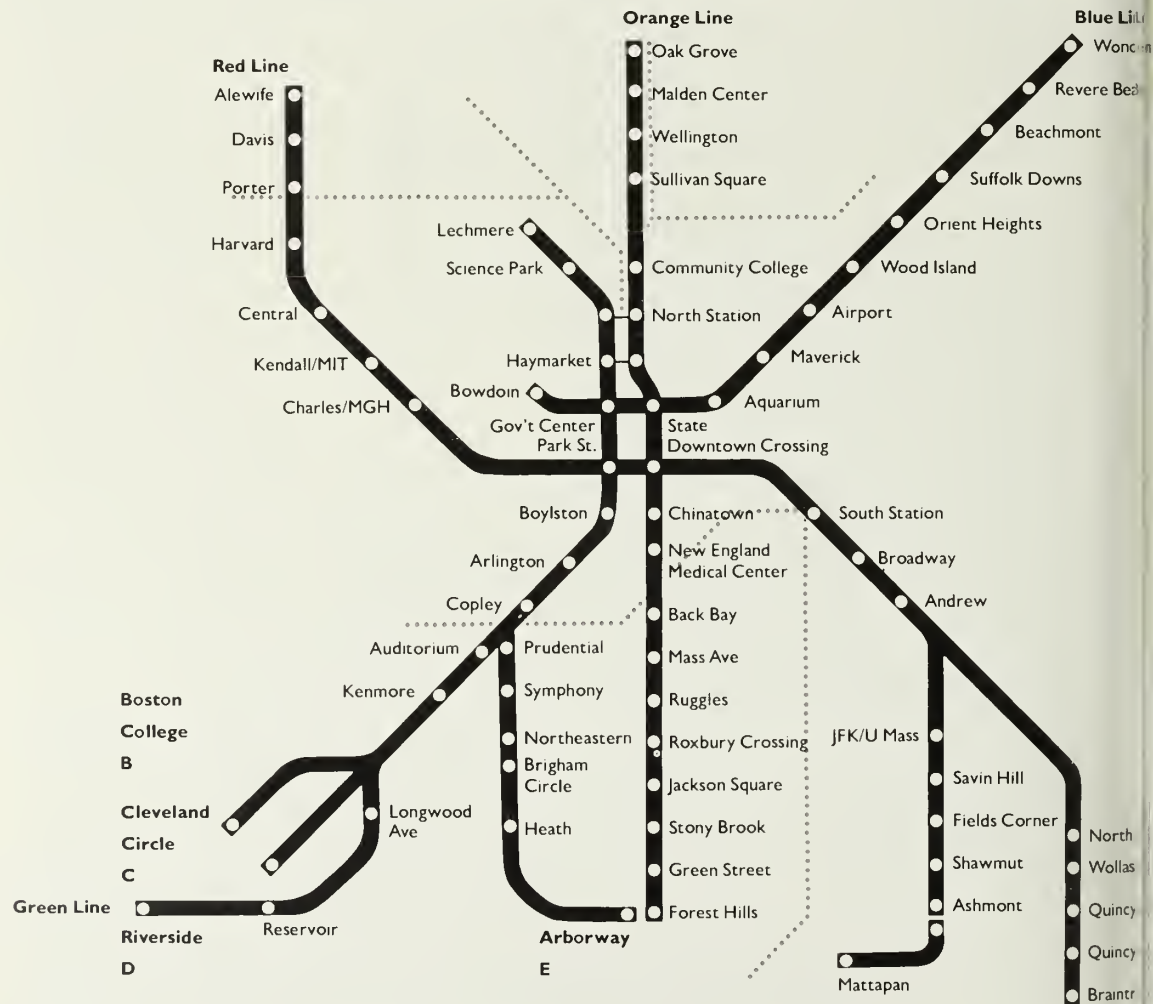 Orange Line
Blue
Oak Grove
Red Line
Alewife
Malden Center
Revere
Davis
Wellington
Beachmont
Porter
Sullivan Square
Suffolk Downs
Lechmere
Orient Heights
Harvard
Science Park
Community College
Wood Island
Central
North Station
Airport
Kendall/MIT
Haymarket
Maverick
Bowdoin
Charles/MGH
Aquarium
Gov't Center
State
Park St.
Downtown Crossing
Boylston
Chinatown
South Station
Arlington
New England
Medical Center
Broadway
Copley
Back Bay
Andrew
Auditorium
Prudential
Mass Ave
Kenmore
Symphony
Ruggles
Boston
College
B
Northeastern
Roxbury Crossing
JFK/U Mass
Brigham
Circle
Jackson Square
Savin Hill
Cleveland
Circle
C
Longwood
Ave
Heath
Stony Brook
Fields Corner
North
Green Street
Shawmut
Green Line
Forest Hills
Ashmont
Quincy
Riverside
D
Reservoir
Arborway
E
Quincy
Mattapan